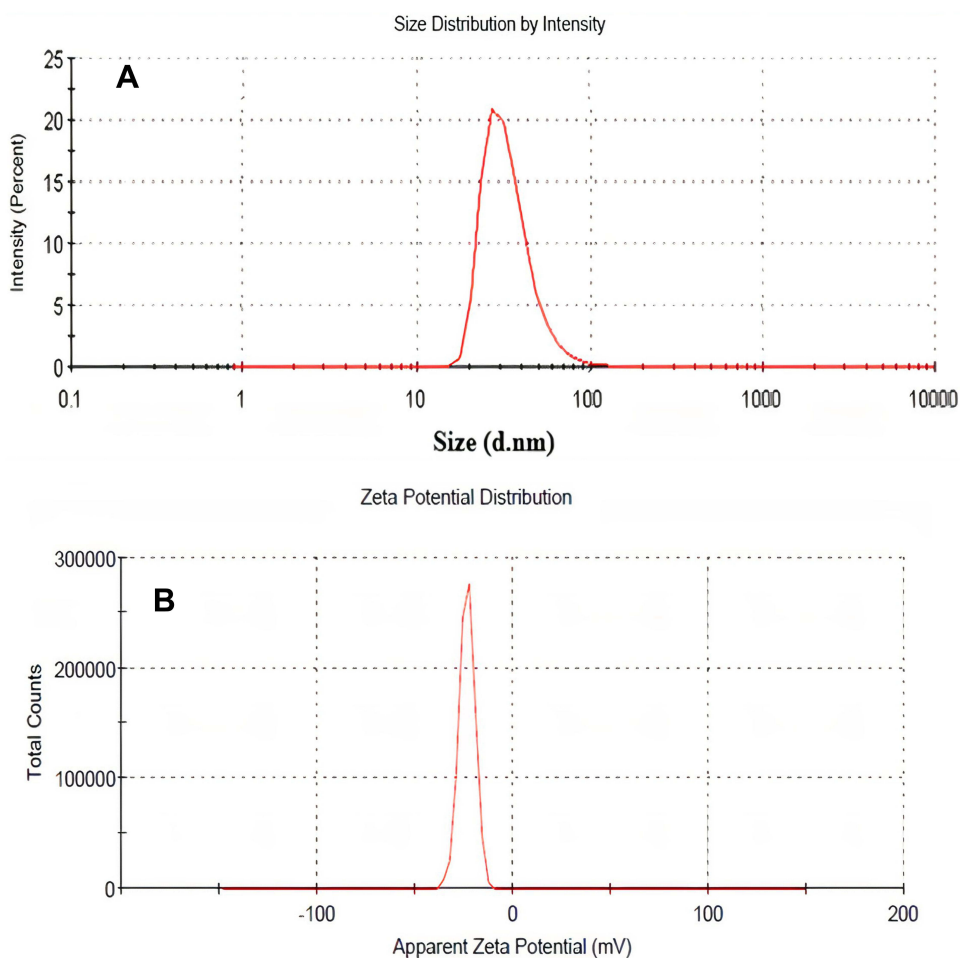 Size Distribution by Intensity
A
Intensity (Percent)
25
20
15
10
5
0
0.1 1 10 100 1000 10000
Size (d.nm)
Zeta Potential Distribution
B
Total Counts
300000
200000
100000
0
-100 0 100 200
Apparent Zeta Potential (mV)